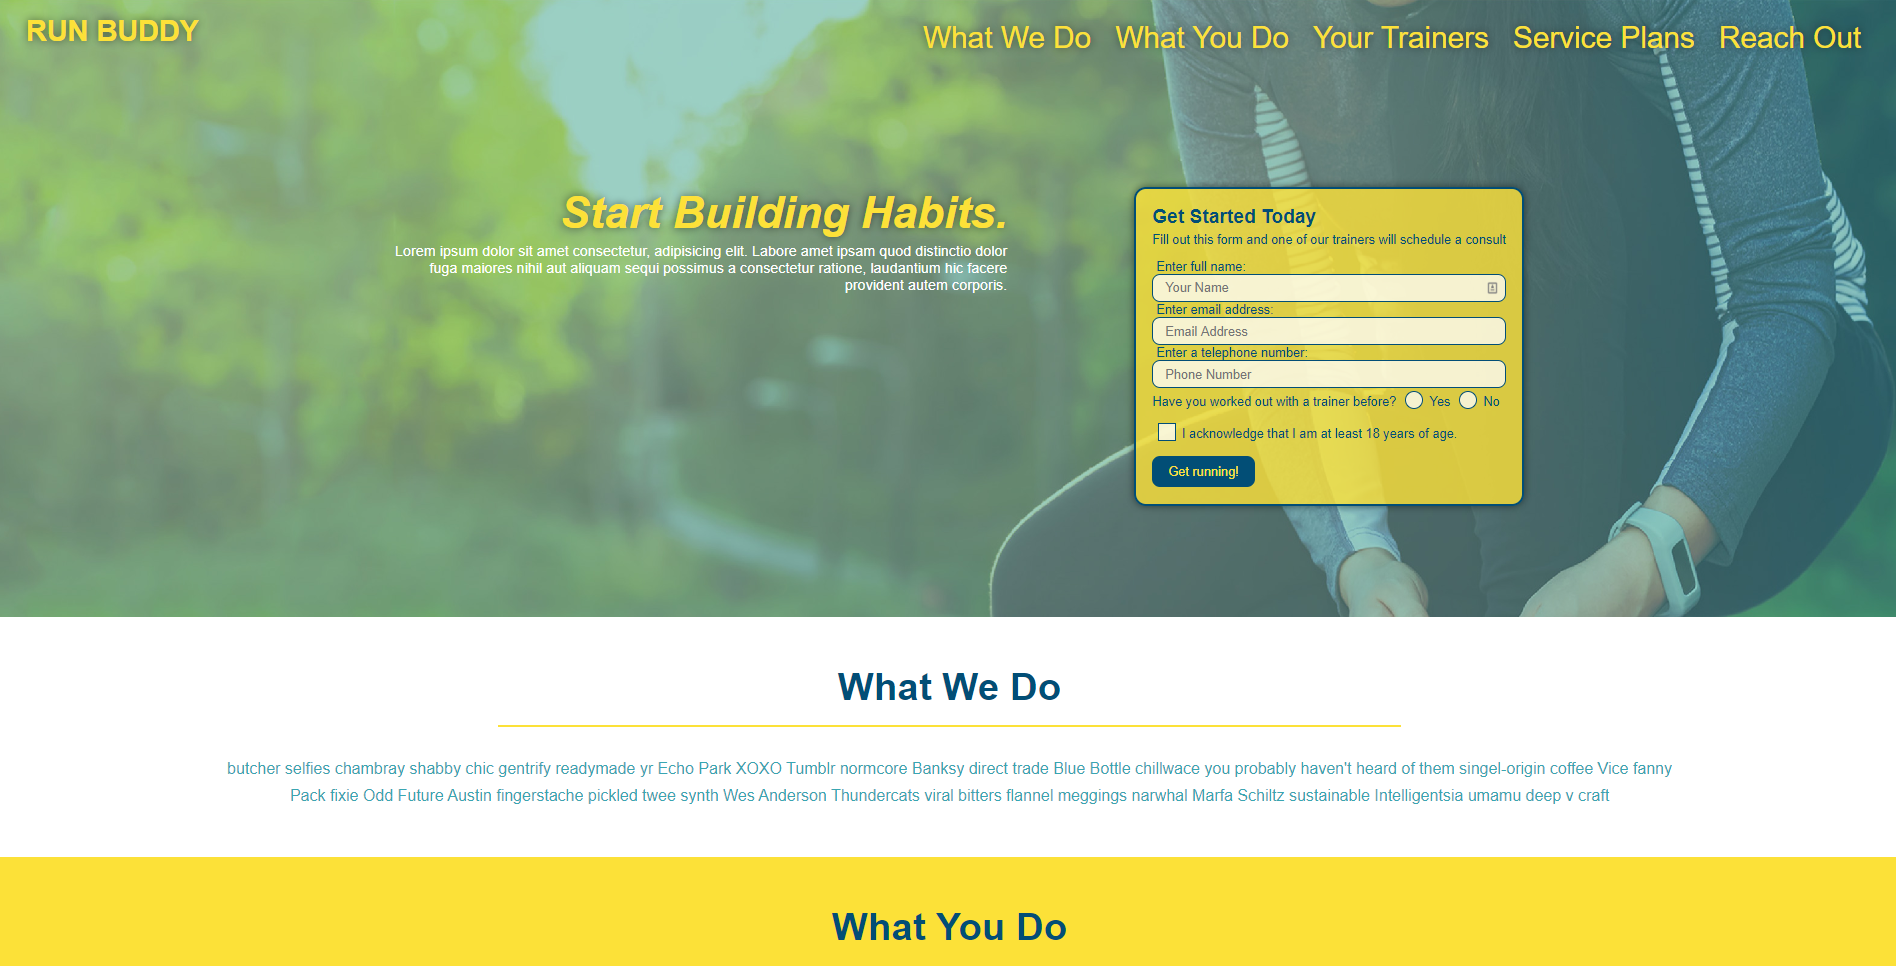 RUN BUDDY
What We Do What You Do Your Trainers Service Plans Reach Out
Start Building Habits.
Lorem ipsum dolor sit amet consectetur, adipisicing elit. Labore amet ipsam quod distinctio dolor
fuga maiores nihil aut aliquam sequi possimus a consectetur ratione, laudantium hic facere
provident autem corporis.
Get Started Today
Fill out this form and one of our trainers will schedule a consult
Enter full name:
Your Name
Enter email address:
Email Address
Enter a telephone number:
Phone Number
Have you worked out with a trainer before? Yes No
I acknowledge that I am at least 18 years of age.
Get running!
What We Do
butcher selfies chambray shabby chic gentrify readymade yr Echo Park XOXO Tumblr normcore Banksy direct trade Blue Bottle chillwace you probably haven't heard of them singel-origin coffee Vice fanny
Pack fixie Odd Future Austin fingerstache pickled twee synth Wes Anderson Thundercats viral bitters flannel meggings narwhal Marfa Schiltz sustainable Intelligentsia umamu deep v craft
What You Do